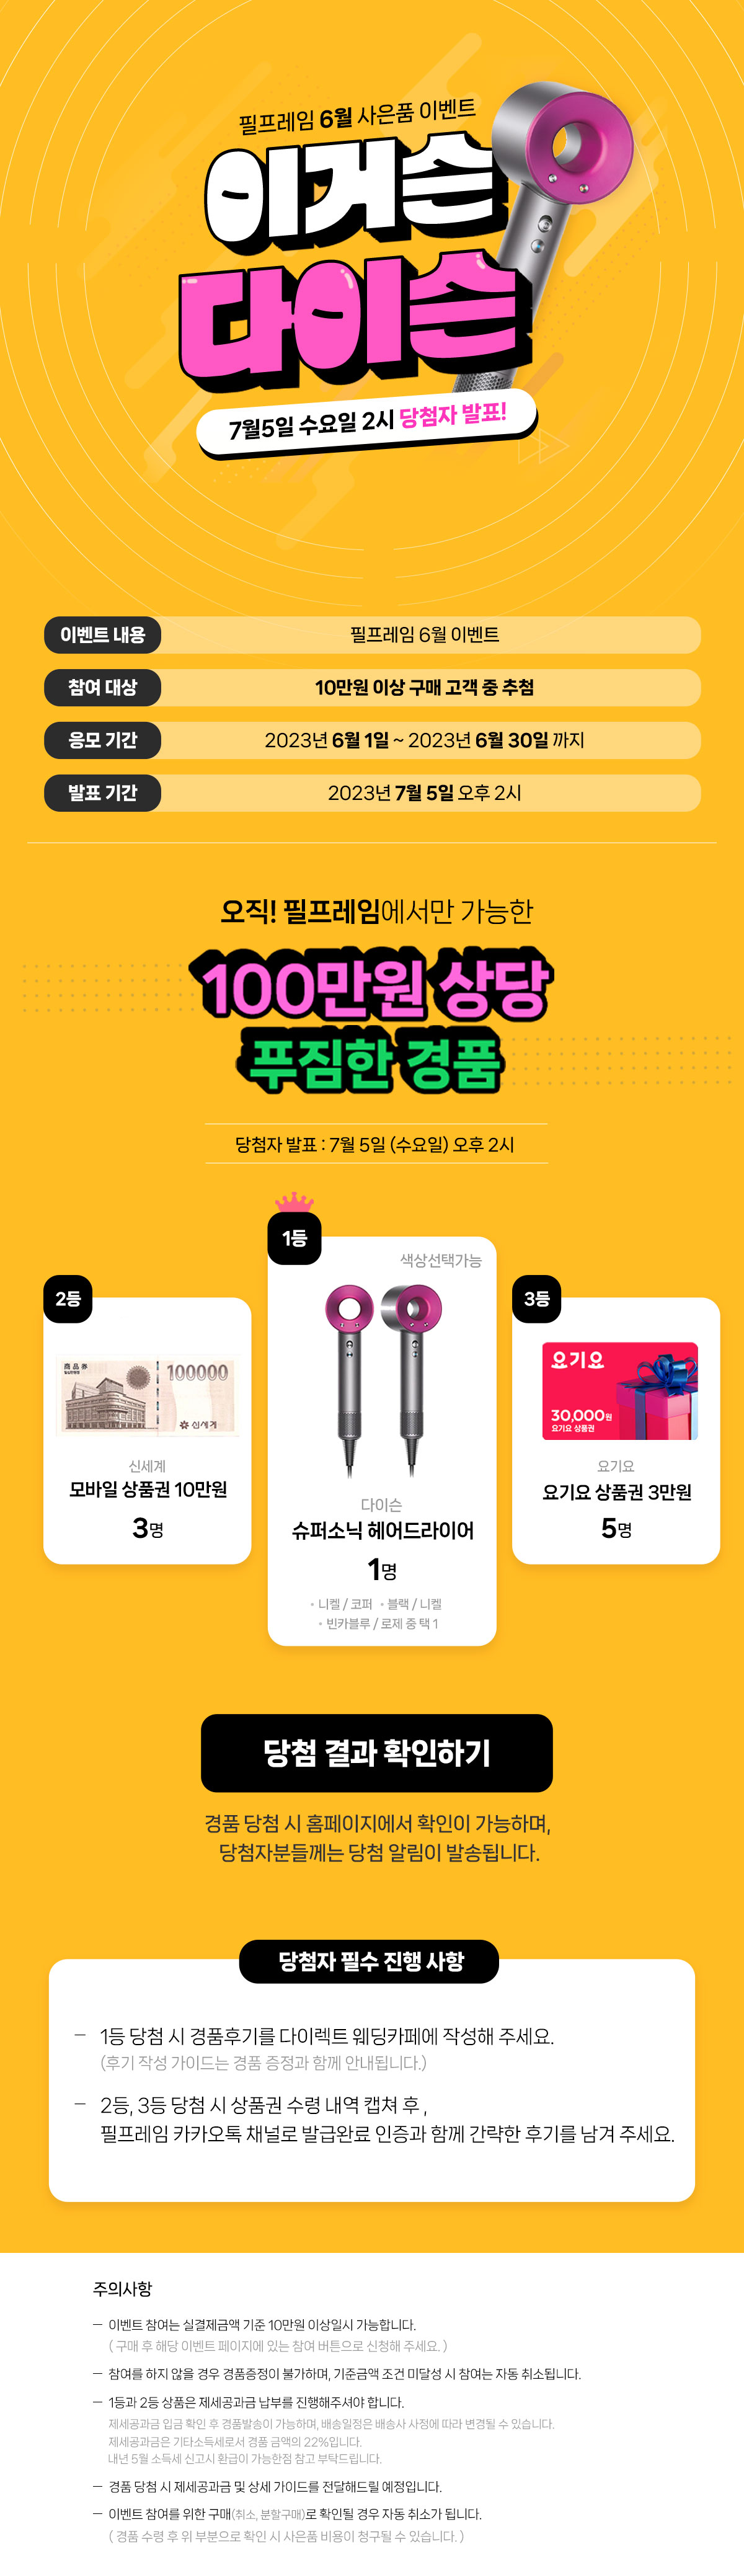 필프레임 6월 사은품 이벤트
이거슨
다이슨
7월5일 수요일 2시 당첨자 발표!
이벤트 내용
필프레임 6월 이벤트
참여 대상
10만원 이상 구매 고객 중 추첨
응모 기간
2023년 6월 1일 ~ 2023년 6월 30일 까지
발표 기간
2023년 7월 5일 오후 2시
오직! 필프레임에서만 가능한
100만원 상당
푸짐한 경품
당첨자 발표 : 7월 5일 (수요일) 오후 2시
1등
색상선택가능
다이슨
슈퍼소닉 헤어드라이어
1명
• 니켈 / 코퍼 • 블랙 / 니켈
• 빈카블루 / 로제 중 택 1
2등
商品券
100000
신세계
신세계
모바일 상품권 10만원
3명
3등
요기요
30,000원
요기요 상품권
요기요
요기요 상품권 3만원
5명
당첨 결과 확인하기
경품 당첨 시 홈페이지에서 확인이 가능하며,
당첨자분들께는 당첨 알림이 발송됩니다.
당첨자 필수 진행 사항
– 1등 당첨 시 경품후기를 다이렉트 웨딩카페에 작성해 주세요.
(후기 작성 가이드는 경품 증정과 함께 안내됩니다.)
– 2등, 3등 당첨 시 상품권 수령 내역 캡쳐 후 ,
필프레임 카카오톡 채널로 발급완료 인증과 함께 간략한 후기를 남겨 주세요.
주의사항
– 이벤트 참여는 실결제금액 기준 10만원 이상일시 가능합니다.
( 구매 후 해당 이벤트 페이지에 있는 참여 버튼으로 신청해 주세요. )
– 참여를 하지 않을 경우 경품증정이 불가하며, 기준금액 조건 미달성 시 참여는 자동 취소됩니다.
– 1등과 2등 상품은 제세공과금 납부를 진행해주셔야 합니다.
제세공과금 입금 확인 후 경품발송이 가능하며, 배송일정은 배송사 사정에 따라 변경될 수 있습니다.
제세공과금은 기타소득세로서 경품 금액의 22%입니다.
내년 5월 소득세 신고시 환급이 가능한점 참고 부탁드립니다.
– 경품 당첨 시 제세공과금 및 상세 가이드를 전달해드릴 예정입니다.
– 이벤트 참여를 위한 구매(취소, 분할구매)로 확인될 경우 자동 취소가 됩니다.
( 경품 수령 후 위 부분으로 확인 시 사은품 비용이 청구될 수 있습니다. )